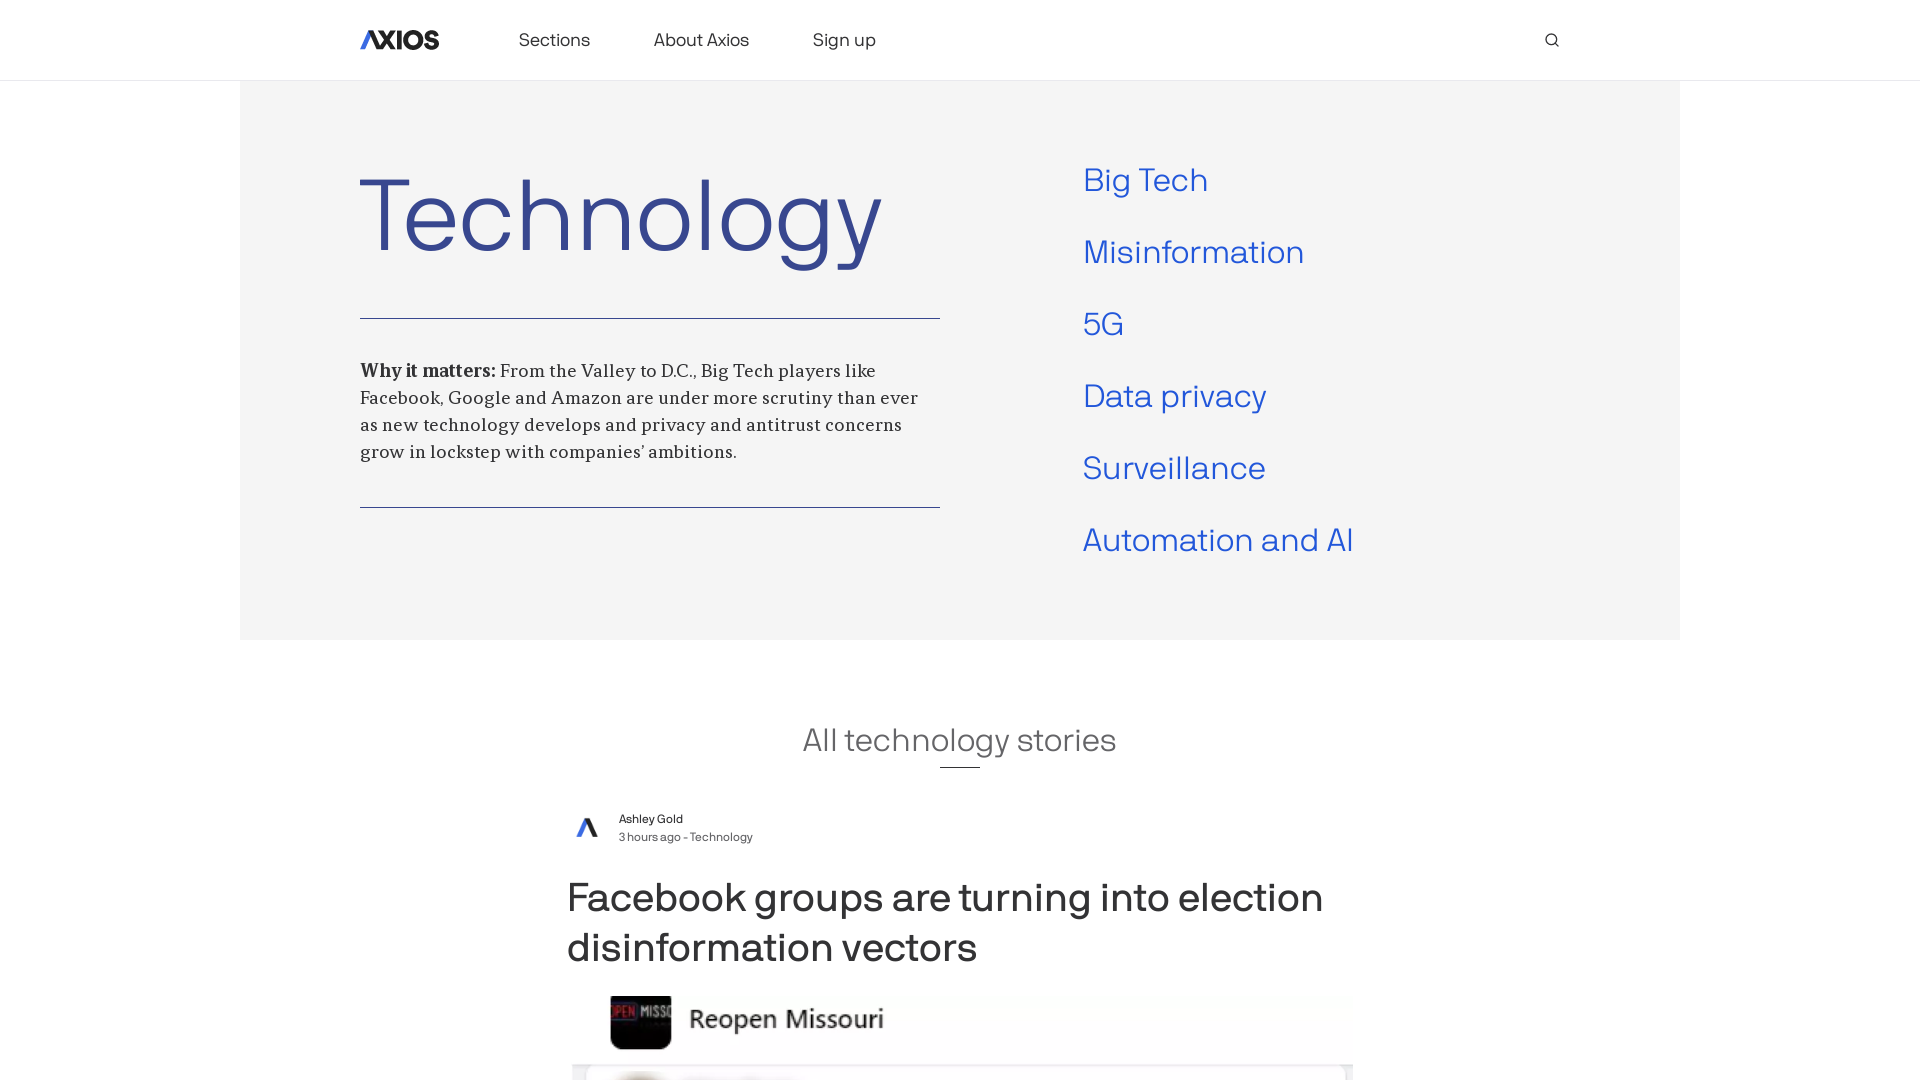 AXIOS
Sections
About Axios
Sign up
Technology
Why it matters: From the Valley to D.C., Big Tech players like
Facebook, Google and Amazon are under more scrutiny than ever
as new technology develops and privacy and antitrust concerns
grow in lockstep with companies’ ambitions.
Big Tech
Misinformation
5G
Data privacy
Surveillance
Automation and AI
All technology stories
Ashley Gold
3 hours ago - Technology
Facebook groups are turning into election
disinformation vectors
Reopen Missouri